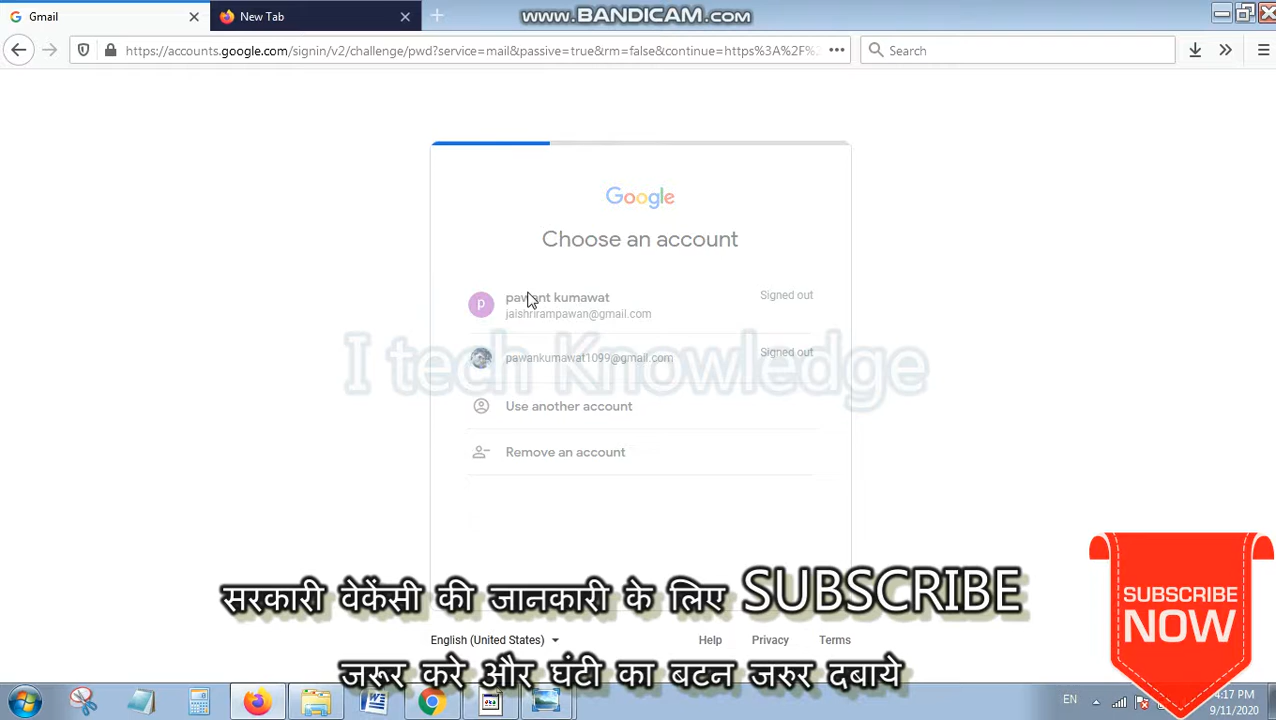 Gmail
New Tab
www.BANDICAM.com
https://accounts.google.com/signin/v2/challenge/pwd?service=mail&passive=true&rm=false&continue=https%3A%2F%2F
Search
Google
Choose an account
p
pawant kumawat
Signed out
jaishrirampawan@gmail.com
pawankumawat1099@gmail.com
Signed out
I tech Knowledge
Use another account
Remove an account
सरकारी वेकेंसी की जानकारी के लिए SUBSCRIBE
SUBSCRIBE
NOW
English (United States)
Help
Privacy
Terms
जरूर करे और घंटी का बटन जरुर दबाये
EN
4:17 PM
9/11/2020